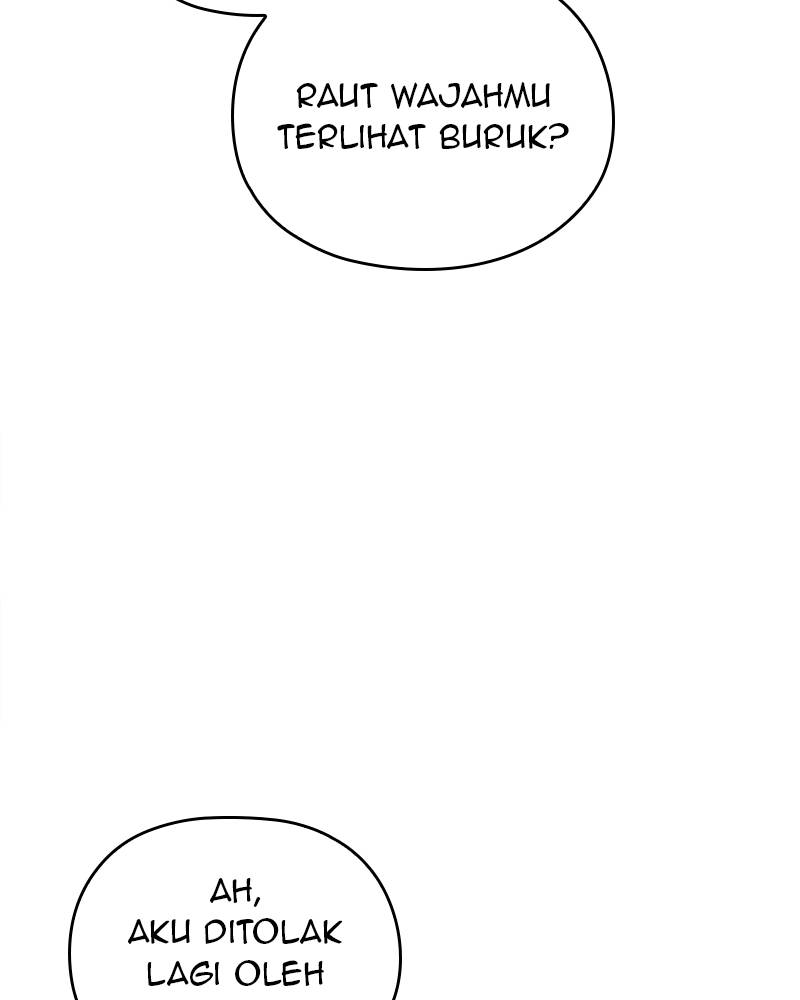 RAUT WAJAHMU
TERLIHAT BURUK?
AH,
AKU DITOLAK
LAGI OLEH